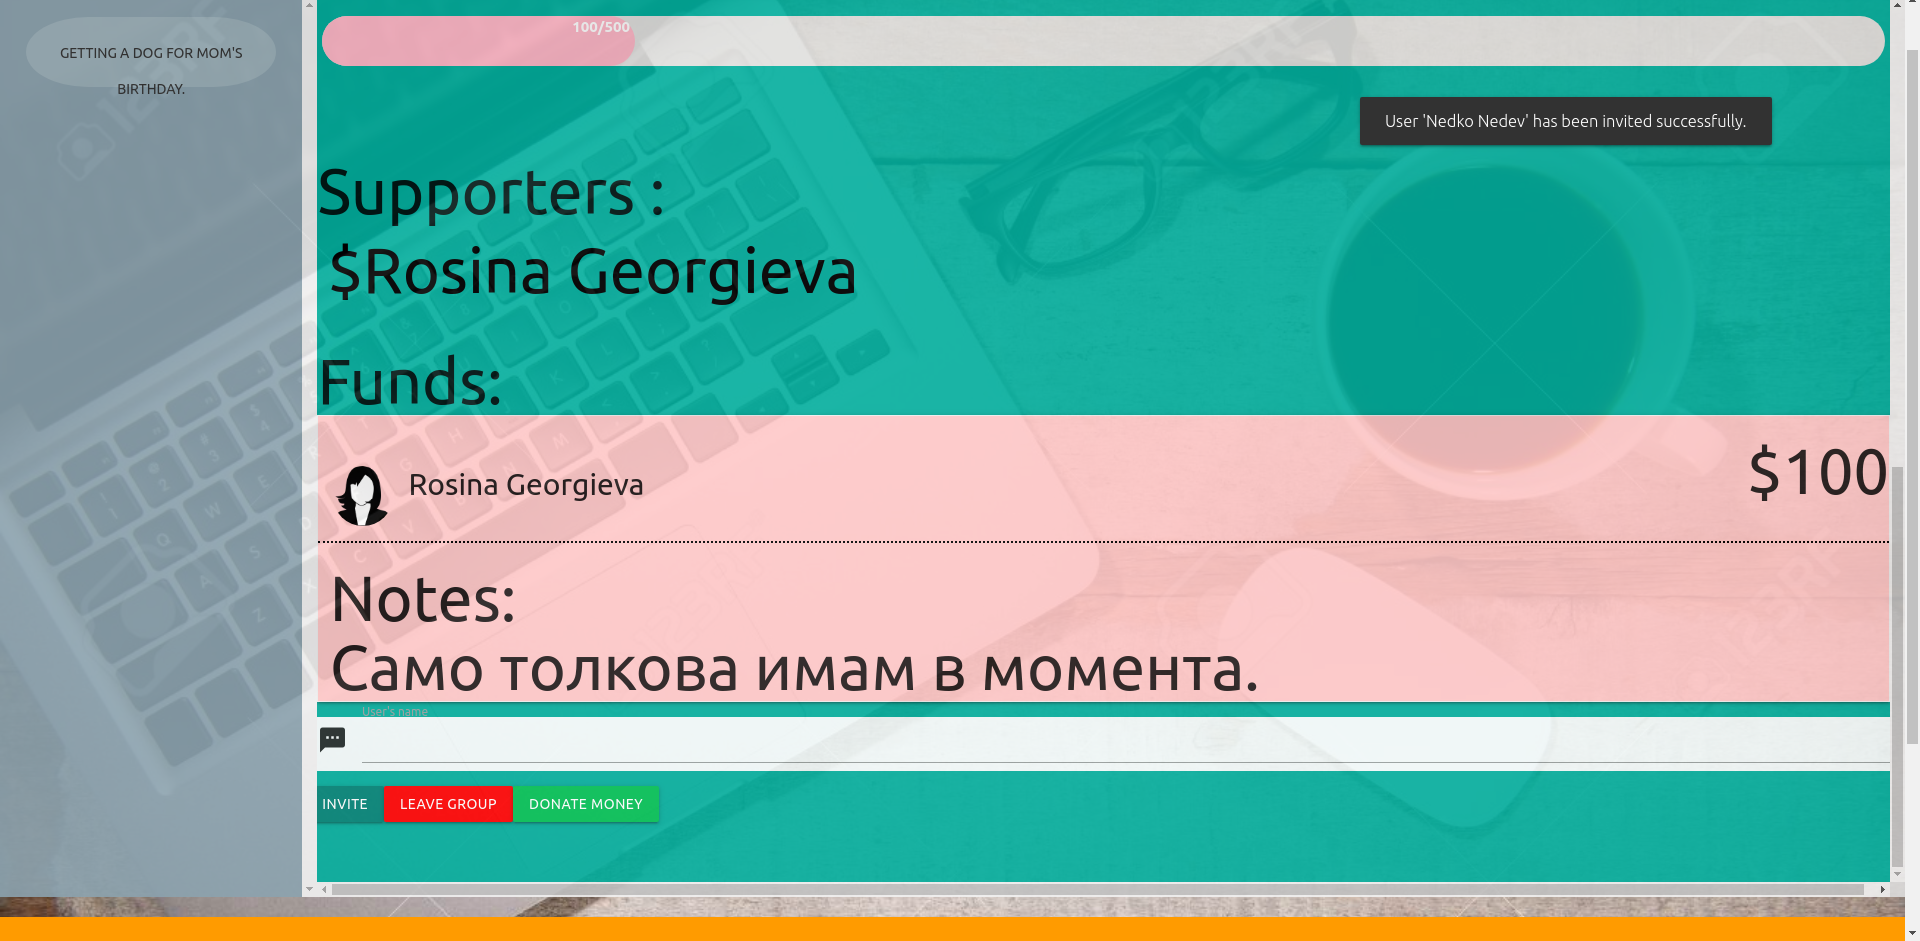 GETTING A DOG FOR MOM'S
BIRTHDAY.
100/500
User 'Nedko Nedev' has been invited successfully.
Supporters :
$Rosina Georgieva
Funds:
Rosina Georgieva
$100
Notes:
Само толкова имам в момента.
User's name
INVITE
LEAVE GROUP
DONATE MONEY